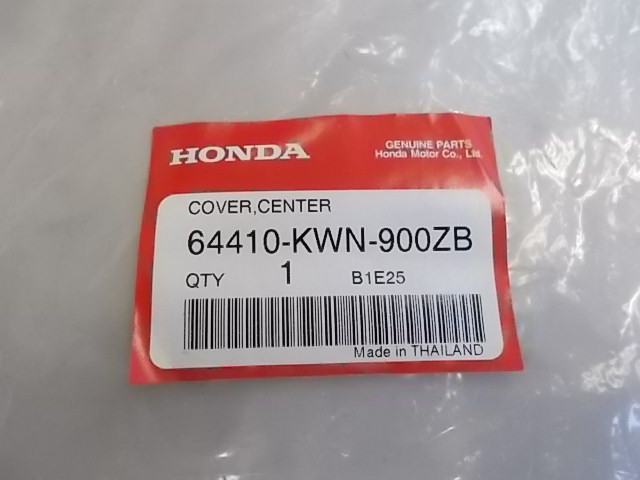 HONDA
GENUINE PARTS
Honda Motor Co., Ltd.
COVER,CENTER
64410-KWN-900ZB
QTY 1 B1E25
Made in THAILAND